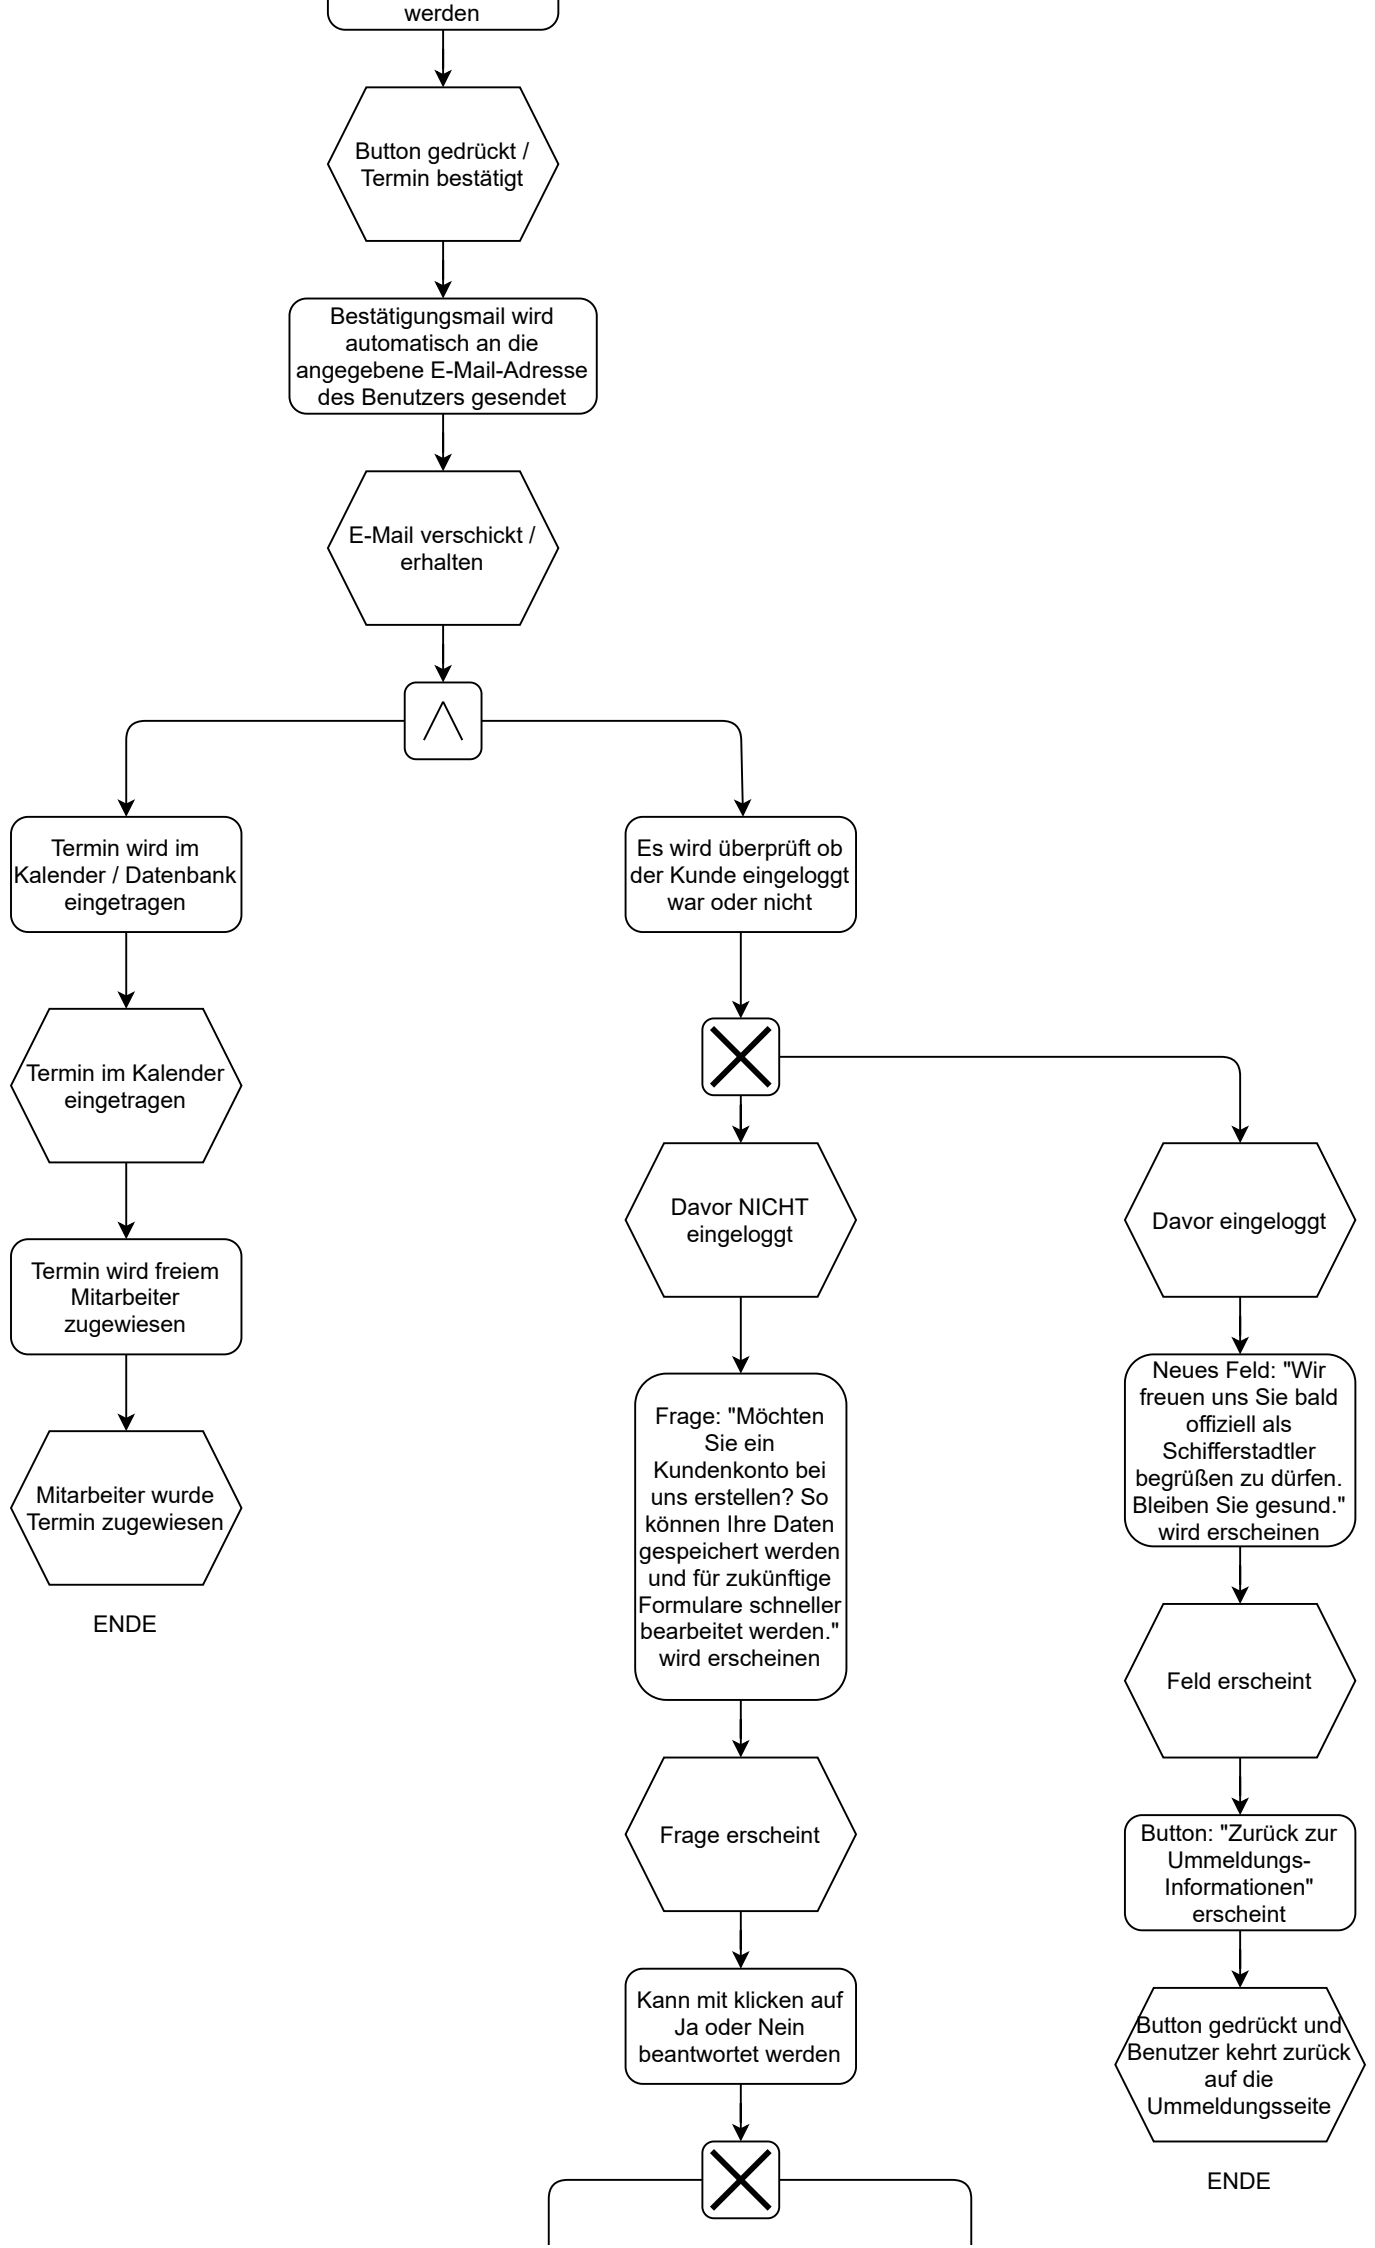 werden
Button gedrückt /
Termin bestätigt
Bestätigungsmail wird
automatisch an die
angegebene E-Mail-Adresse
des Benutzers gesendet
E-Mail verschickt /
erhalten
Termin wird im
Kalender / Datenbank
eingetragen
Es wird überprüft ob
der Kunde eingeloggt
war oder nicht
Termin im Kalender
eingetragen
Davor NICHT
eingeloggt
Davor eingeloggt
Termin wird freiem
Mitarbeiter
zugewiesen
Neues Feld: "Wir
freuen uns Sie bald
offiziell als
Schifferstadtler
begrüßen zu dürfen.
Bleiben Sie gesund."
wird erscheinen
Frage: "Möchten
Sie ein
Kundenkonto bei
uns erstellen? So
können Ihre Daten
gespeichert werden
und für zukünftige
Formulare schneller
bearbeitet werden."
wird erscheinen
Mitarbeiter wurde
Termin zugewiesen
ENDE
Feld erscheint
Frage erscheint
Button: "Zurück zur
Ummeldungs-
Informationen"
erscheint
Kann mit klicken auf
Ja oder Nein
beantwortet werden
Button gedrückt und
Benutzer kehrt zurück
auf die
Ummeldungsseite
ENDE